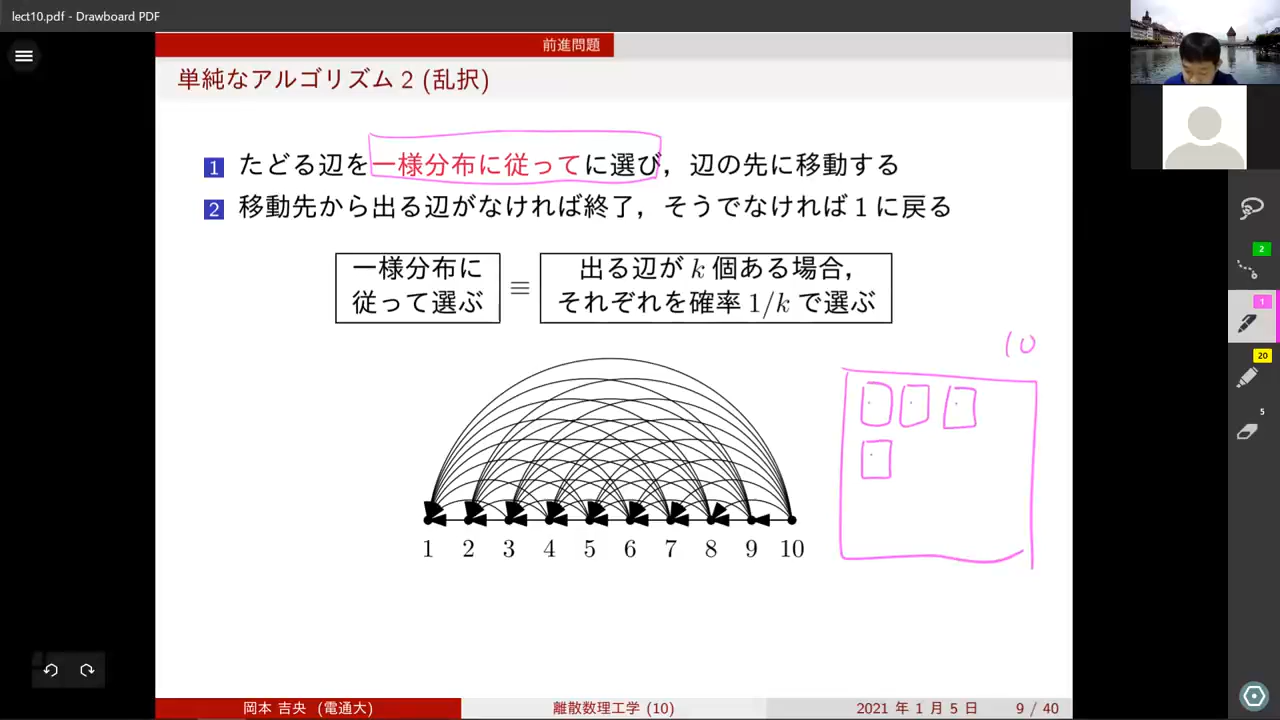 lect10.pdf - Drawboard PDF
前進問題
単純なアルゴリズム 2 (乱択)
1 たどる辺を一様分布に従ってに選び，辺の先に移動する
2 移動先から出る辺がなければ終了，そうでなければ 1 に戻る
一様分布に
従って選ぶ
≡
出る辺が k 個ある場合，
それぞれを確率 1/k で選ぶ
10
1 2 3 4 5 6 7 8 9 10
2
1
20
5
岡本 吉央 (電通大)
離散数理工学 (10)
2021 年 1 月 5 日
9 / 40